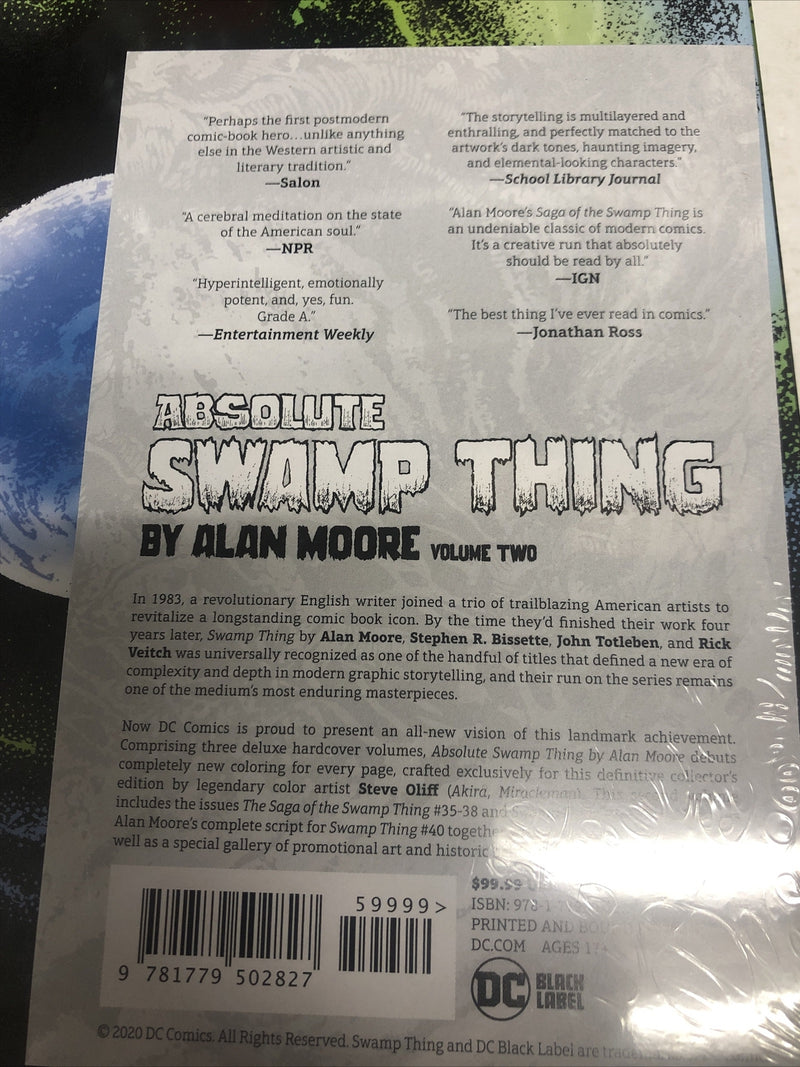 “Perhaps the first postmodern
comic-book hero...unlike anything
else in the Western artistic and
literary tradition.”
—Salon
“A cerebral meditation on the state
of the American soul.”
—NPR
“Hyperintelligent, emotionally
potent, and, yes, fun.
Grade A.”
—Entertainment Weekly
“The storytelling is multilayered and
enthralling, and perfectly matched to the
artwork’s dark tones, haunting imagery,
and elemental-looking characters.”
—School Library Journal
“Alan Moore’s Saga of the Swamp Thing is
an undeniable classic of modern comics.
It’s a creative run that absolutely
should be read by all.”
—IGN
“The best thing I’ve ever read in comics.”
—Jonathan Ross
ABSOLUTE
SWAMP THING
BY ALAN MOORE VOLUME TWO
In 1983, a revolutionary English writer joined a trio of trailblazing American artists to
revitalize a longstanding comic book icon. By the time they’d finished their work four
years later, Swamp Thing by Alan Moore, Stephen R. Bissette, John Totleben, and Rick
Veitch was universally recognized as one of the handful of titles that defined a new era of
complexity and depth in modern graphic storytelling, and their run on the series remains
one of the medium’s most enduring masterpieces.
Now DC Comics is proud to present an all-new vision of this landmark achievement.
Comprising three deluxe hardcover volumes, Absolute Swamp Thing by Alan Moore debuts
completely new coloring for every page, crafted exclusively for this definitive collector’s
edition by legendary color artist Steve Oliff (Akira, Miracleman). This
includes the issues The Saga of the Swamp Thing #35-38 and
Alan Moore’s complete script for Swamp Thing #40
well as a special gallery of promotional art and
59999>
9 781779 502827
$99.99
ISBN:
PRINTED AND
DC.COM AGES
DC BLACK
LABEL
© 2020 DC Comics. All Rights Reserved. Swamp Thing and DC Black Label are